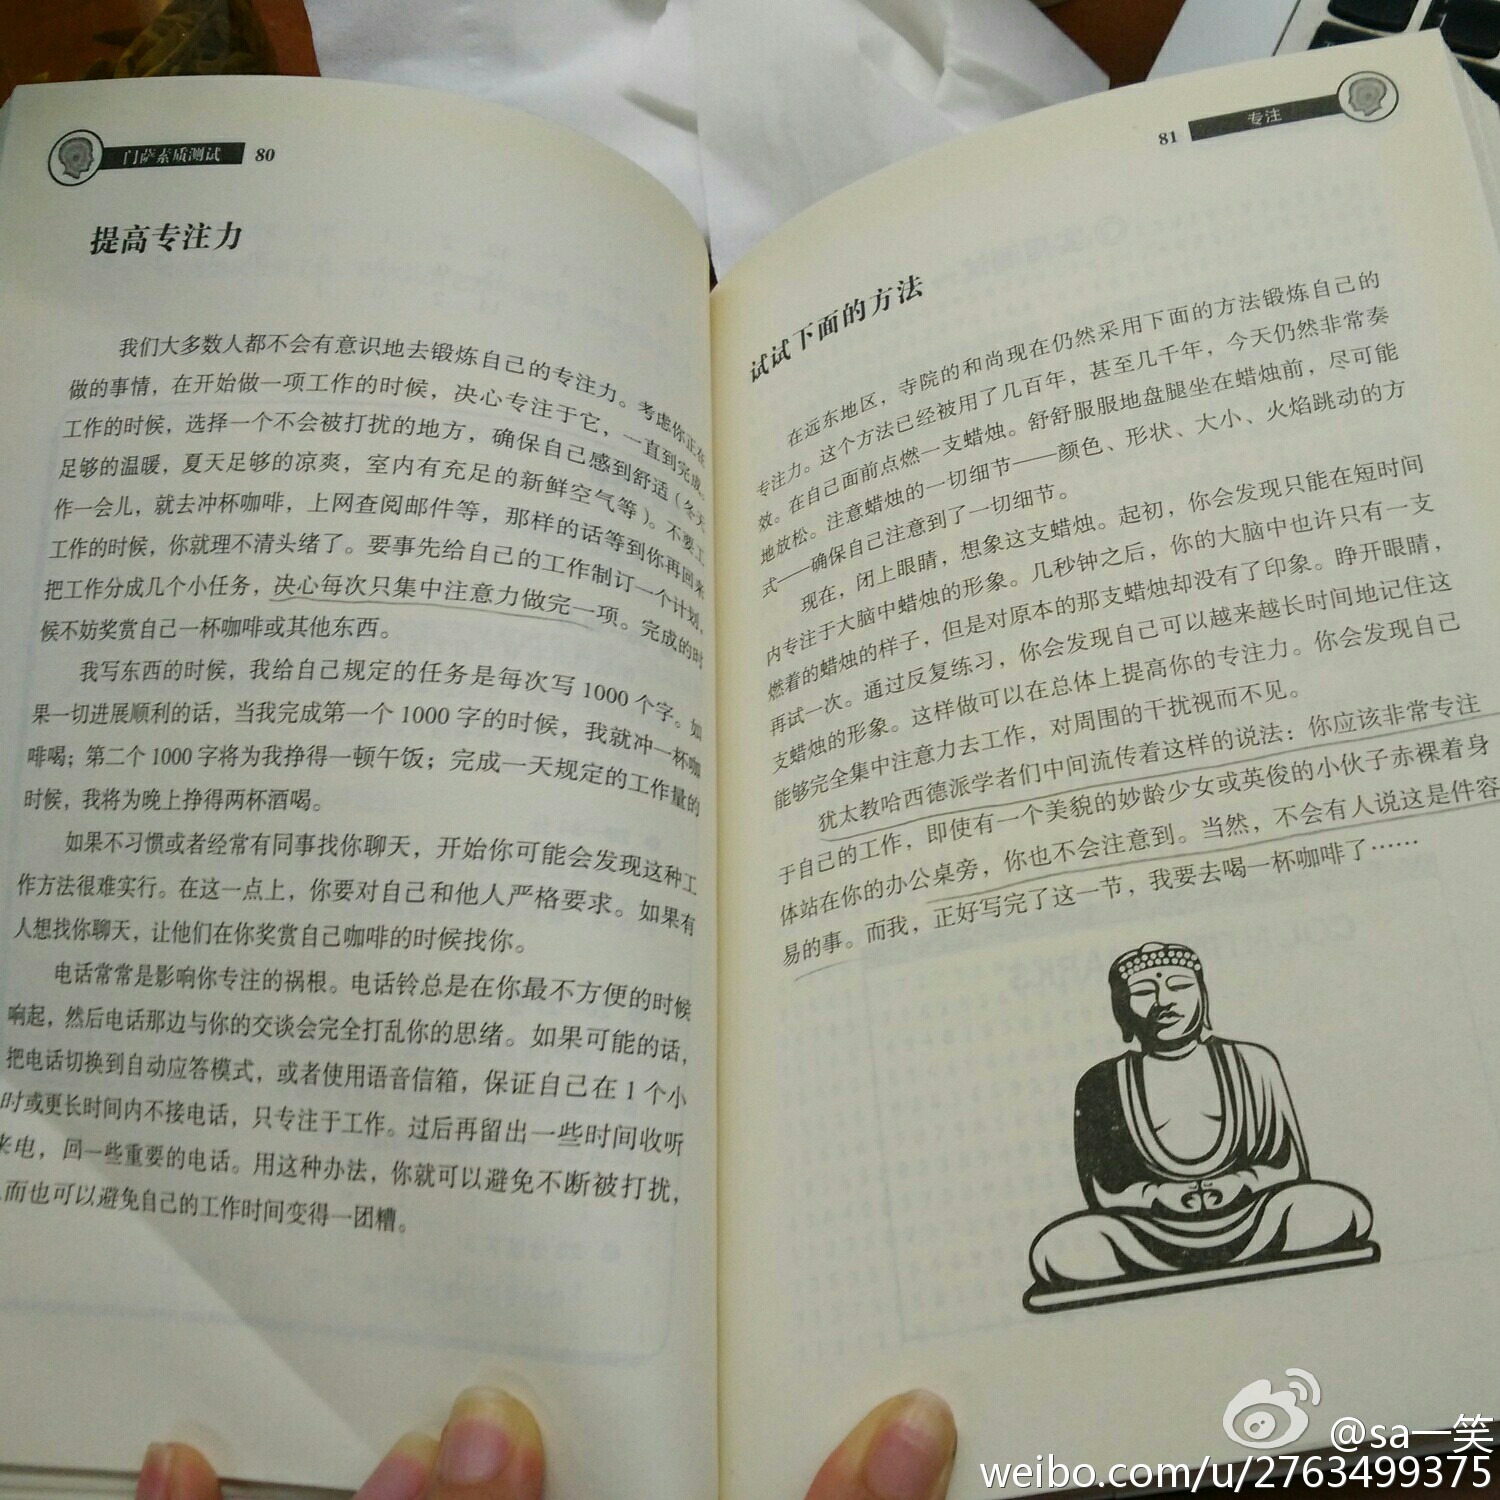 门萨素质测试 80
提高专注力
我们大多数人都不会有意识地去锻炼自己的专注力。考虑你正在
做的事情，在开始做一项工作的时候，决心专注于它，一直到完成。
工作的时候，选择一个不会被打扰的地方，确保自己感到舒适（冬天
足够的温暖，夏天足够的凉爽，室内有充足的新鲜空气等）。不要工
作一会儿，就去冲杯咖啡，上网查阅邮件等，那样的话等到你再回来
工作的时候，你就理不清头绪了。要事先给自己的工作制订一个计划，
把工作分成几个小任务，决心每次只集中注意力做完一项。完成的时
候不妨奖赏自己一杯咖啡或其他东西。
我写东西的时候，我给自己规定的任务是每次写1000个字。如
果一切进展顺利的话，当我完成第一个1000字的时候，我就冲一杯咖
啡喝；第二个1000字将为我挣得一顿午饭；完成一天规定的工作量的
时候，我将为晚上挣得两杯酒喝。
如果不习惯或者经常有同事找你聊天，开始你可能会发现这种工
作方法很难实行。在这一点上，你要对自己和他人严格要求。如果有
人想找你聊天，让他们在你奖赏自己咖啡的时候找你。
电话常常是影响你专注的祸根。电话铃总是在你最不方便的时候
响起，然后电话那边与你的交谈会完全打乱你的思绪。如果可能的话，
把电话切换到自动应答模式，或者使用语音信箱，保证自己在1个小
时或更长时间内不接电话，只专注于工作。过后再留出一些时间收听
来电，回一些重要的电话。用这种办法，你就可以避免不断被打扰，
而也可以避免自己的工作时间变得一团糟。
81 专注
试试下面的方法
在远东地区，寺院的和尚现在仍然采用下面的方法锻炼自己的
专注力。这个方法已经被用了几百年，甚至几千年，今天仍然非常奏
效。在自己面前点燃一支蜡烛。舒舒服服地盘腿坐在蜡烛前，尽可能
地放松。注意蜡烛的一切细节——颜色、形状、大小、火焰跳动的方
式——确保自己注意到了一切细节。
现在，闭上眼睛，想象这支蜡烛。起初，你会发现只能在短时间
内专注于大脑中蜡烛的形象。几秒钟之后，你的大脑中也许只有一支
燃着的蜡烛的样子，但是对原本的那支蜡烛却没有了印象。睁开眼睛，
再试一次。通过反复练习，你会发现自己可以越来越长时间地记住这
支蜡烛的形象。这样做可以在总体上提高你的专注力。你会发现自己
能够完全集中注意力去工作，对周围的干扰视而不见。
犹太教哈西德派学者们中间流传着这样的说法：你应该非常专注
于自己的工作，即使有一个美貌的妙龄少女或英俊的小伙子赤裸着身
体站在你的办公桌旁，你也不会注意到。当然，不会有人说这是件容
易的事。而我，正好写完了这一节，我要去喝一杯咖啡了……
@sa一笑
weibo.com/u/2763499375